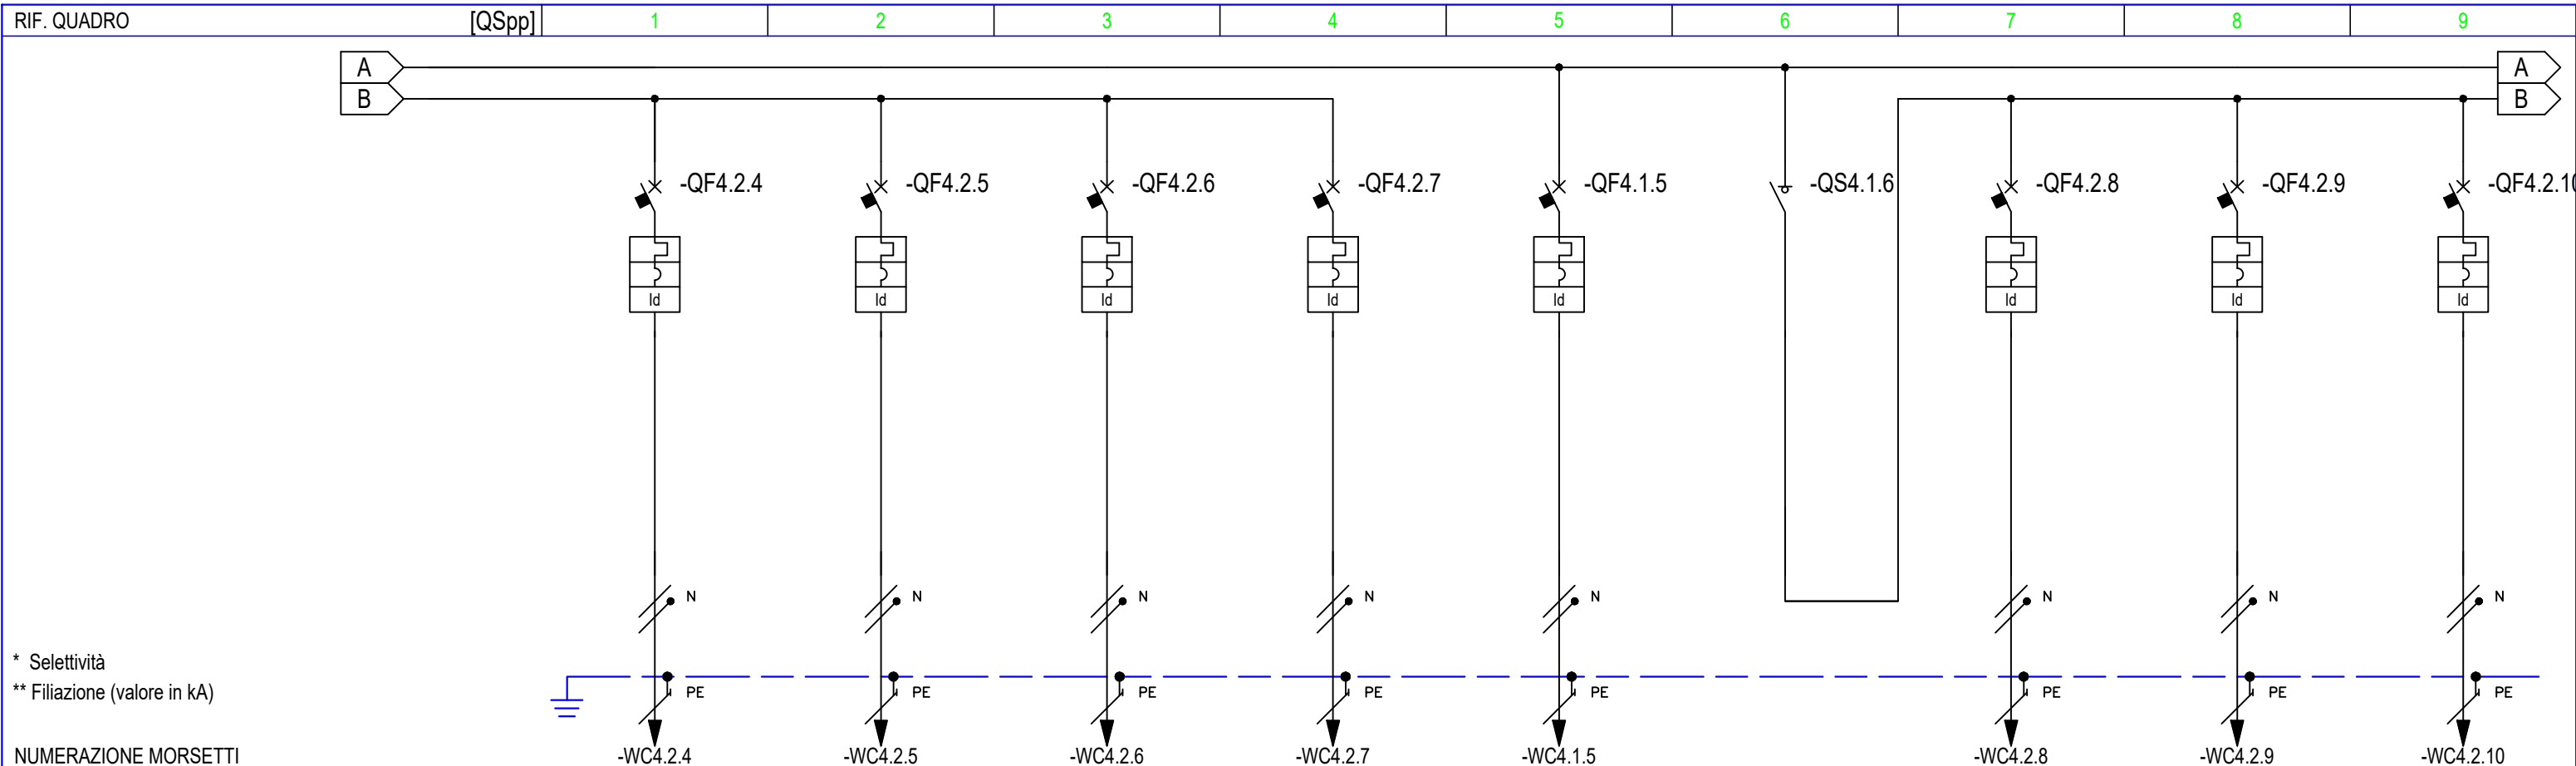 RIF. QUADRO [QSpp] 1 2 3 4 5 6 7 8 9
A A
B B
-QF4.2.4 -QF4.2.5 -QF4.2.6 -QF4.2.7 -QF4.1.5 -QS4.1.6 -QF4.2.8 -QF4.2.9 -QF4.2.10
Id Id Id Id Id Id Id Id
N N N N N N N N
* Selettività
** Filiazione (valore in kA) PE PE PE PE PE PE PE PE
NUMERAZIONE MORSETTI -WC4.2.4 -WC4.2.5 -WC4.2.6 -WC4.2.7 -WC4.1.5 -WC4.2.8 -WC4.2.9 -WC4.2.10